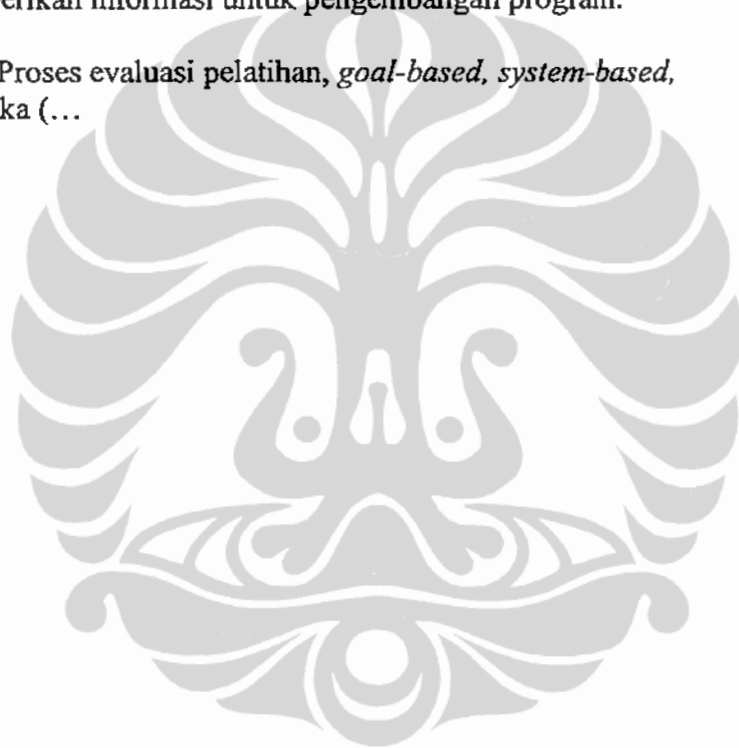 erikan informasi untuk pengembangan program.
Proses evaluasi pelatihan, goal-based, system-based,
ka (...